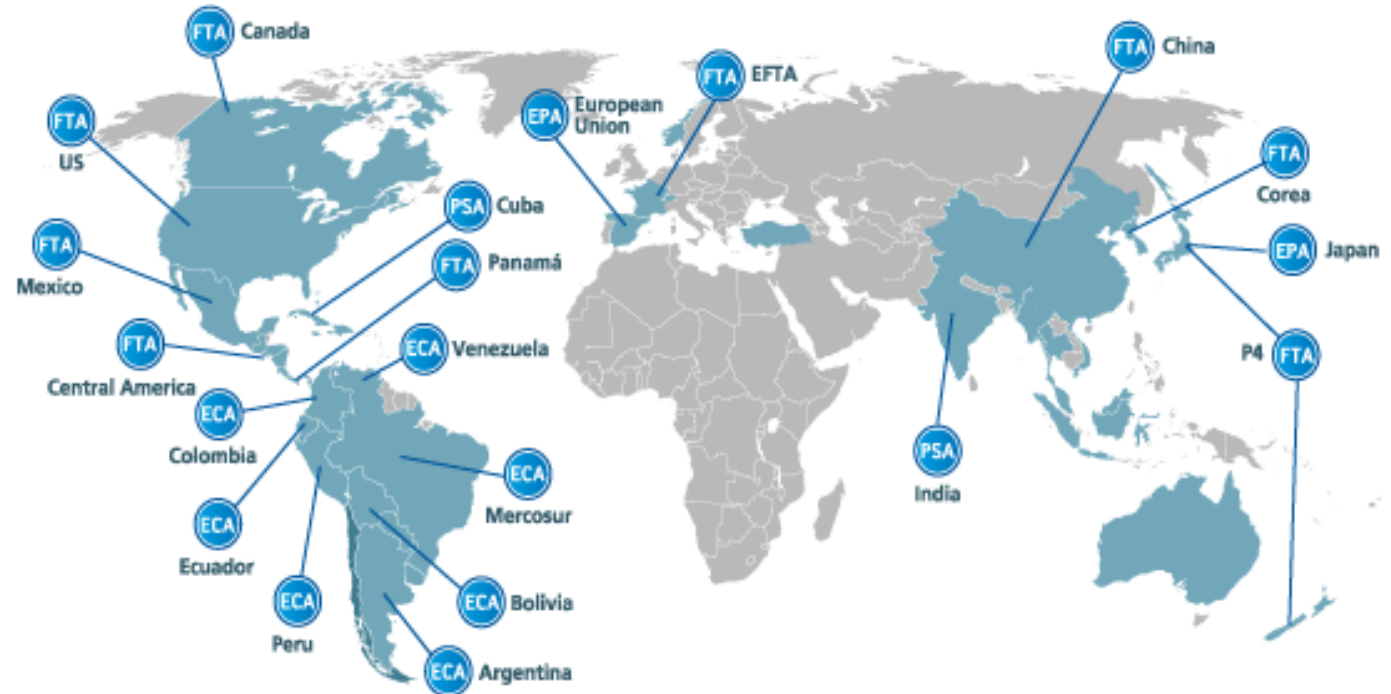 FTA Canada
FTA
US
FTA
Mexico
FTA
Central America
ECA
Colombia
ECA
Ecuador
ECA
Peru
PSA Cuba
FTA Panamá
ECA Venezuela
ECA
Mercosur
ECA Bolivia
ECA Argentina
EPA European
Union
FTA EFTA
FTA China
FTA
Corea
EPA Japan
P4 FTA
PSA
India